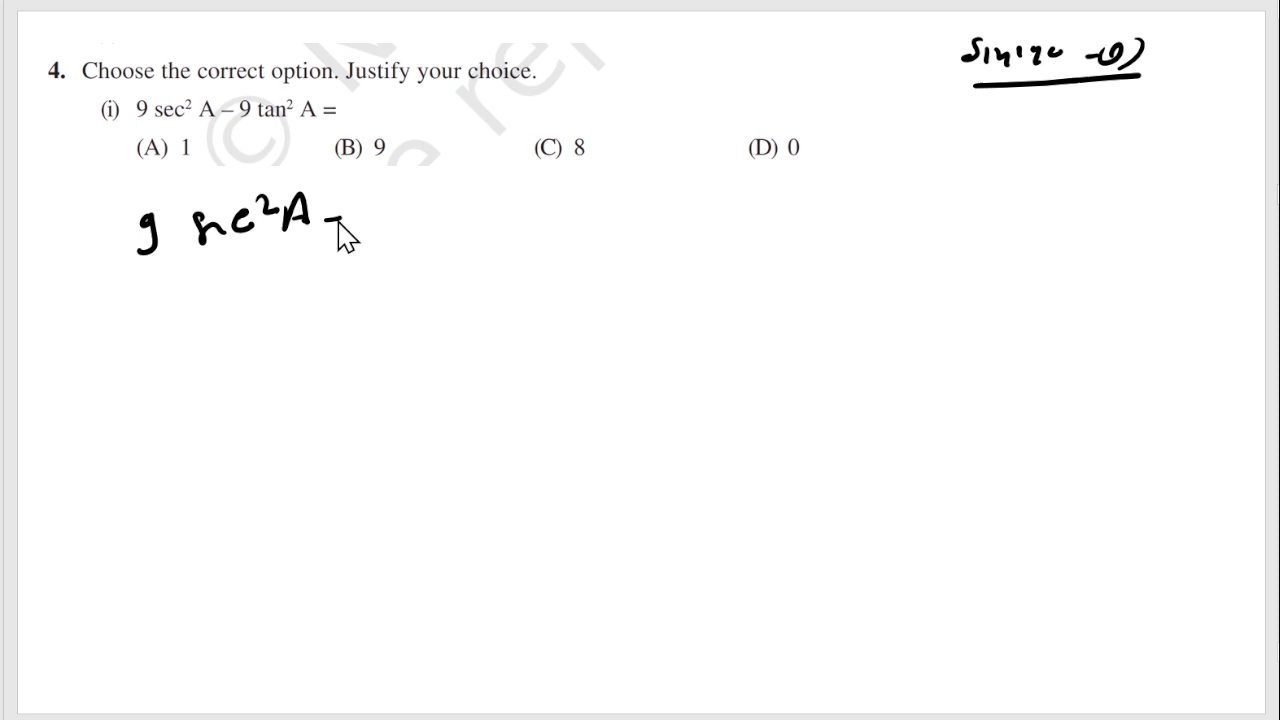 4. Choose the correct option. Justify your choice.
(i) 9 sec² A – 9 tan² A =
(A) 1 (B) 9 (C) 8 (D) 0
9 sec²A –